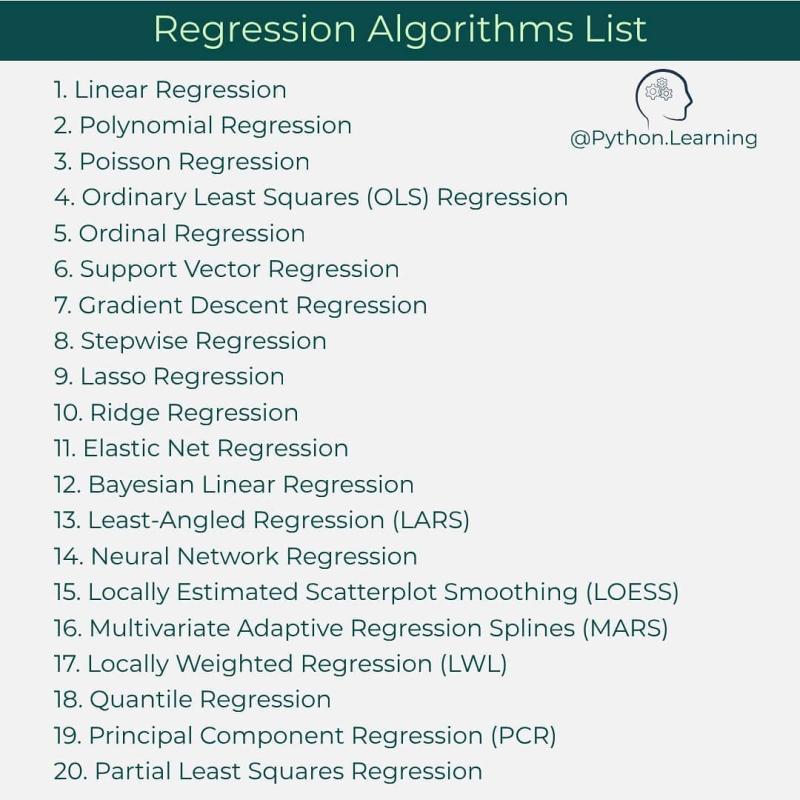 Regression Algorithms List
@Python.Learning
1. Linear Regression
2. Polynomial Regression
3. Poisson Regression
4. Ordinary Least Squares (OLS) Regression
5. Ordinal Regression
6. Support Vector Regression
7. Gradient Descent Regression
8. Stepwise Regression
9. Lasso Regression
10. Ridge Regression
11. Elastic Net Regression
12. Bayesian Linear Regression
13. Least-Angled Regression (LARS)
14. Neural Network Regression
15. Locally Estimated Scatterplot Smoothing (LOESS)
16. Multivariate Adaptive Regression Splines (MARS)
17. Locally Weighted Regression (LWL)
18. Quantile Regression
19. Principal Component Regression (PCR)
20. Partial Least Squares Regression